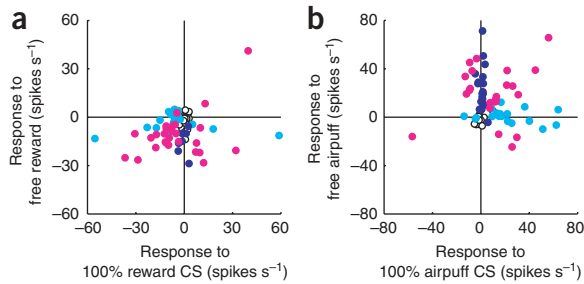 a
b
Response to
free reward (spikes s⁻¹)
60
30
0
−30
−60
−60
−30
0
30
60
Response to
100% reward CS (spikes s⁻¹)
Response to
free airpuff (spikes s⁻¹)
80
40
0
−40
−80
−80
−40
0
40
80
Response to
100% airpuff CS (spikes s⁻¹)